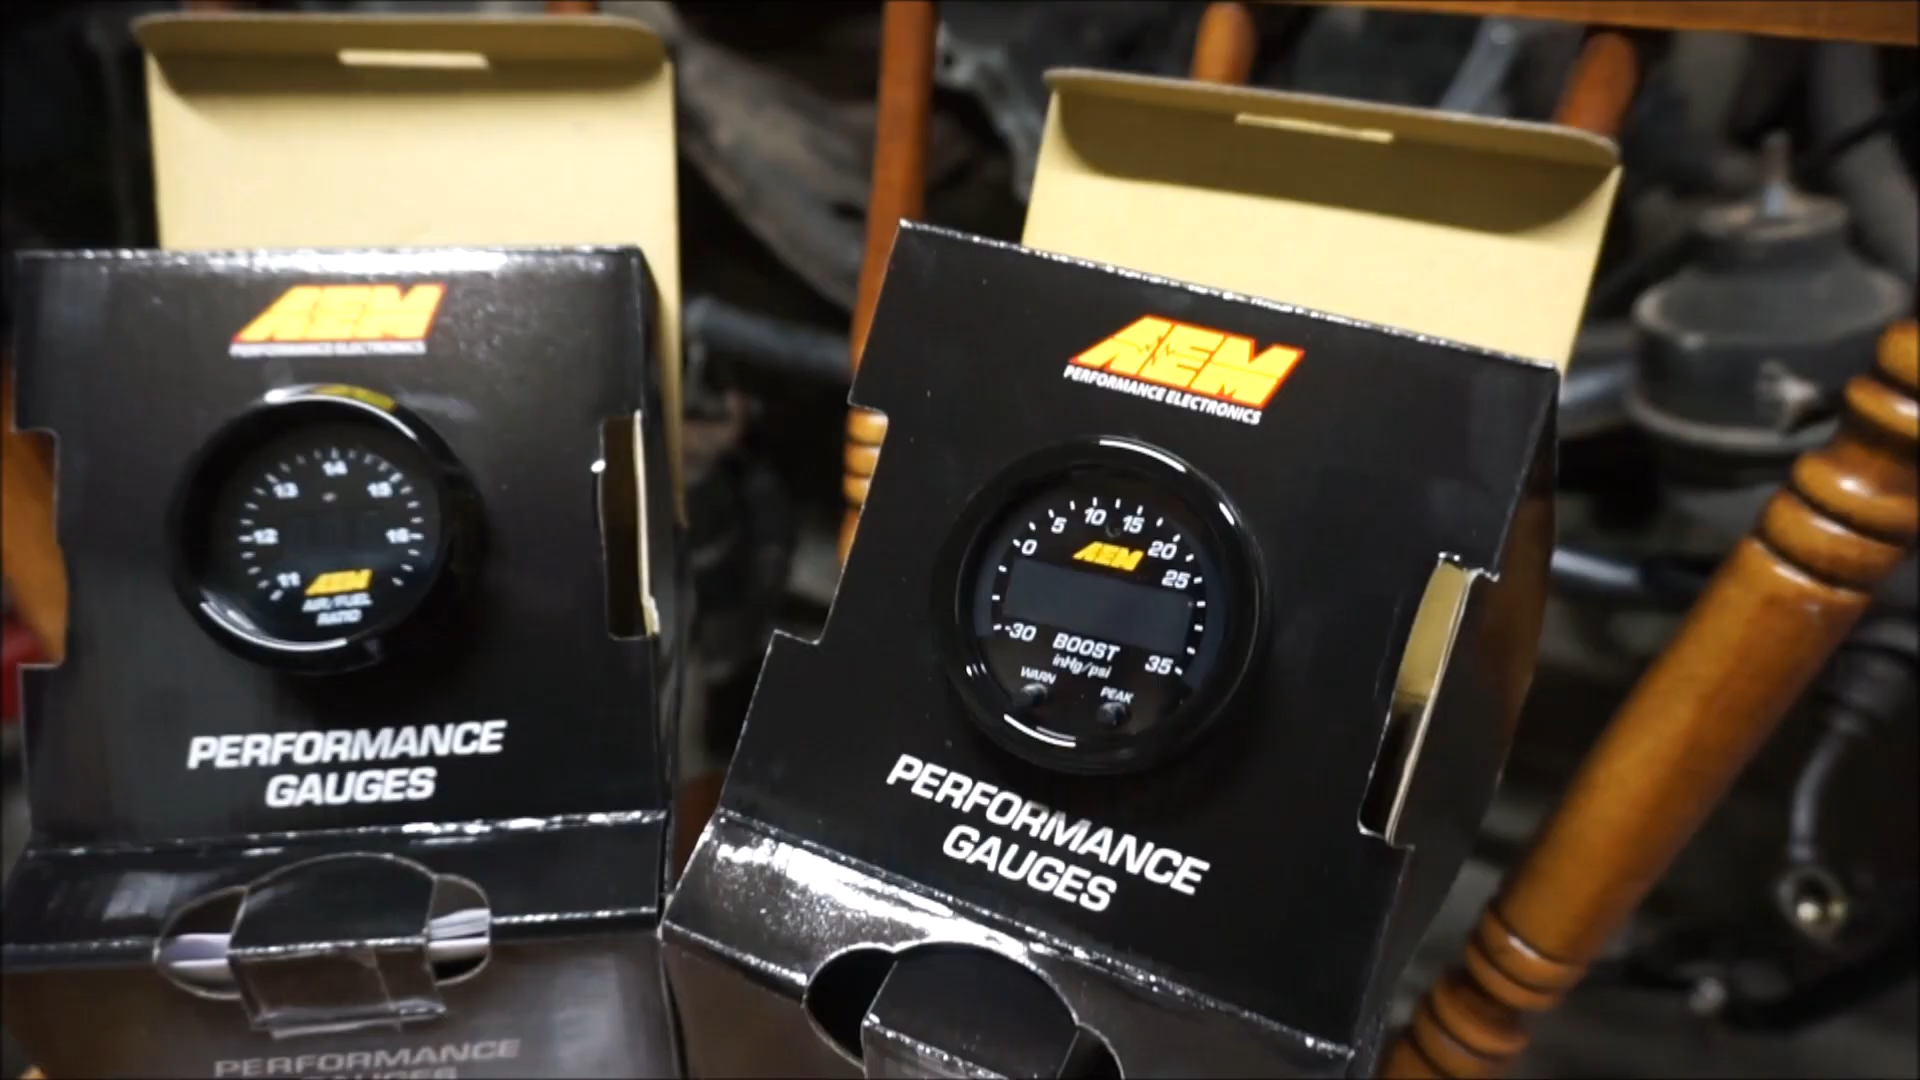 AEM
PERFORMANCE ELECTRONICS
14
13
15
12
16
11
AEM
AIR/FUEL
RATIO
PERFORMANCE
GAUGES
PERFORMANCE
GAUGES
AEM
PERFORMANCE ELECTRONICS
10
15
5
20
0
AEM
25
-30
BOOST
35
inHg/psi
WARN
PEAK
PERFORMANCE
GAUGES